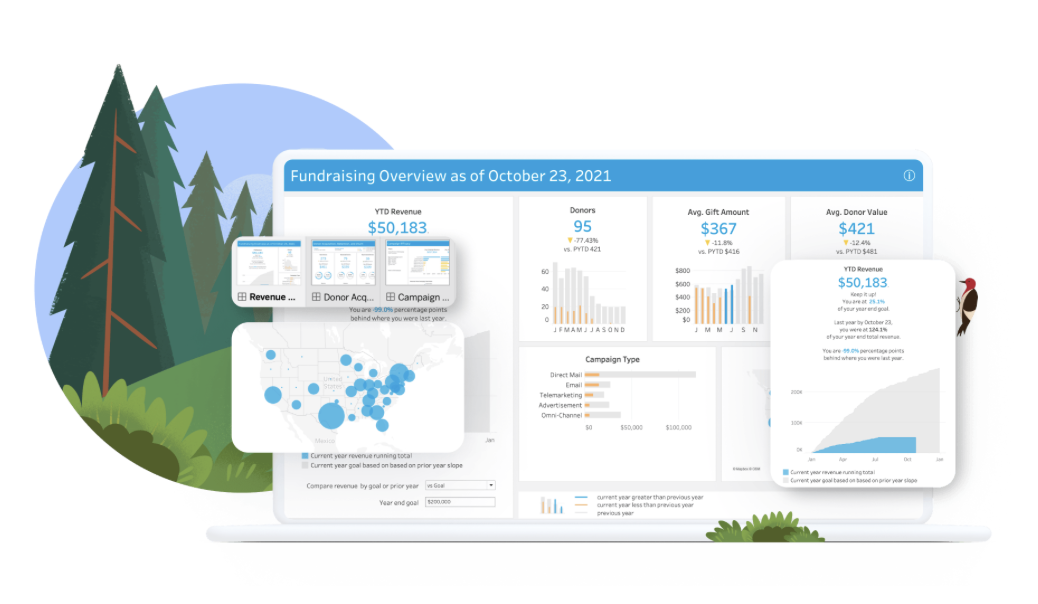 Fundraising Overview as of October 23, 2021
YTD Revenue
$50,183
Donors
95
-77.43%
vs. PYTD 421
Avg. Gift Amount
$367
-11.8%
vs. PYTD $416
Avg. Donor Value
$421
-12.4%
vs. PYTD $481
Revenue ...
Donor Acq...
Campaign ...
You are -99.0% percentage points
behind where you were last year.
60
40
20
0
J F M A M J J A S O N D
$800
$600
$400
$200
$0
J M M J S N
United
States
Mexico
Jan
Current year revenue running total
Current year goal based on based on prior year slope
Compare revenue by goal or prior year
vs Goal
Year end goal
$200,000
Campaign Type
Direct Mail
Email
Telemarketing
Advertisement
Omni-Channel
$0
$50,000
$100,000
current year greater than previous year
current year less than previous year
previous year
YTD Revenue
$50,183
Keep it up!
You are at 25.1%
of your year end goal.
Last year by October 23,
you were at 124.1%
of your year end total revenue.
You are -99.0% percentage points
behind where you were last year.
200K
100K
0K
Jan
Apr
Jul
Oct
Jan
Current year revenue running total
Current year goal based on based on prior year slope